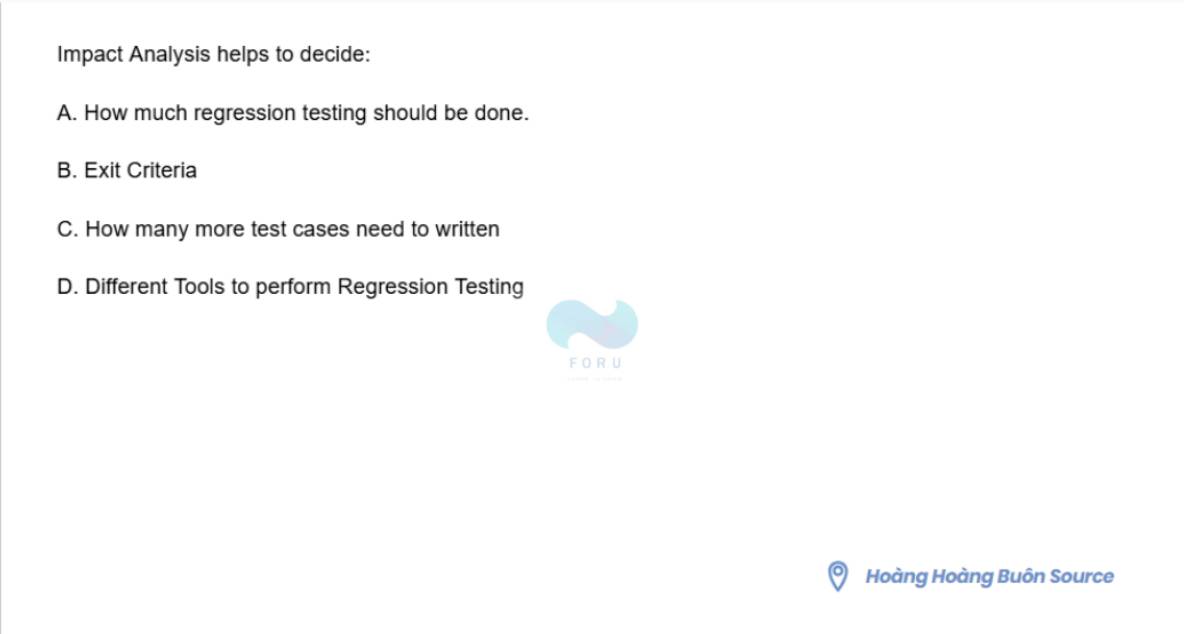 Impact Analysis helps to decide:
A. How much regression testing should be done.
B. Exit Criteria
C. How many more test cases need to written
D. Different Tools to perform Regression Testing
FORU
Hoàng Hoàng Buôn Source